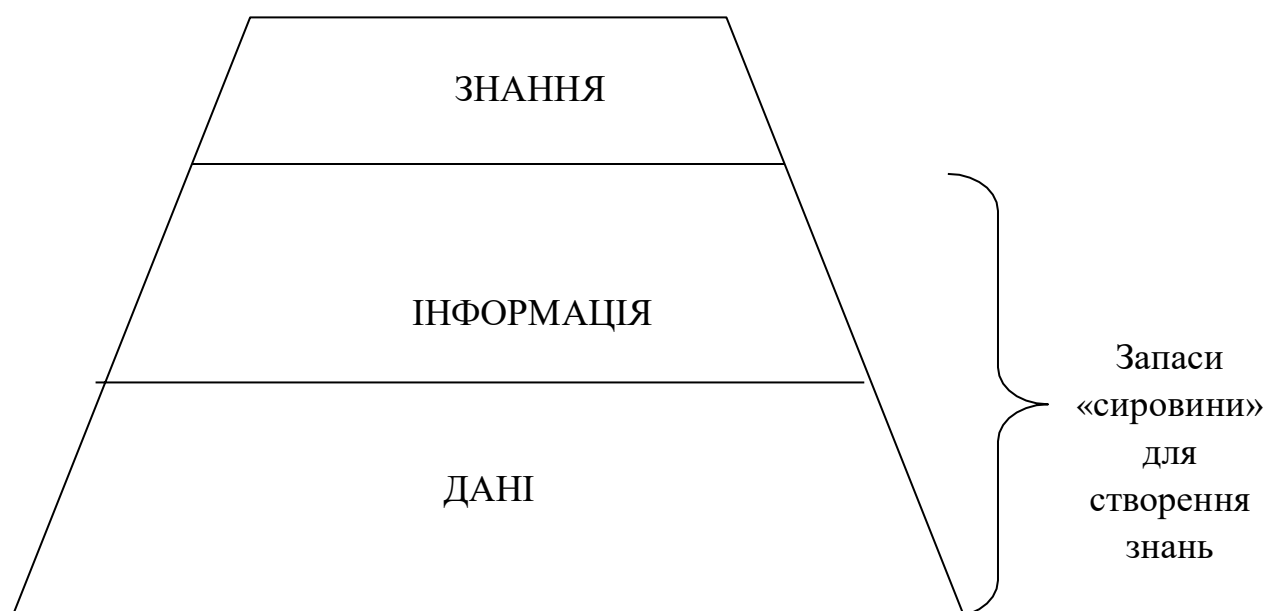 ЗНАННЯ
ІНФОРМАЦІЯ
ДАНІ
Запаси
«сировини»
для
створення
знань